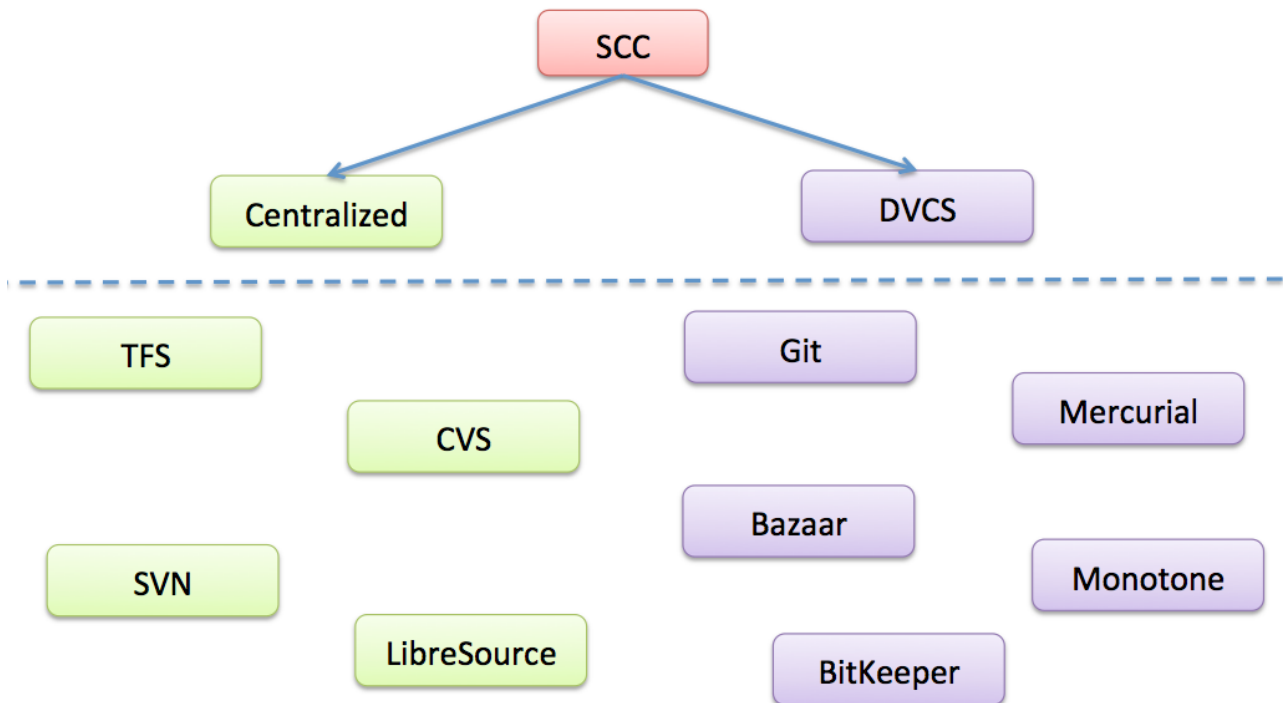 SCC
Centralized
DVCS
TFS
Git
Mercurial
CVS
Bazaar
SVN
Monotone
LibreSource
BitKeeper